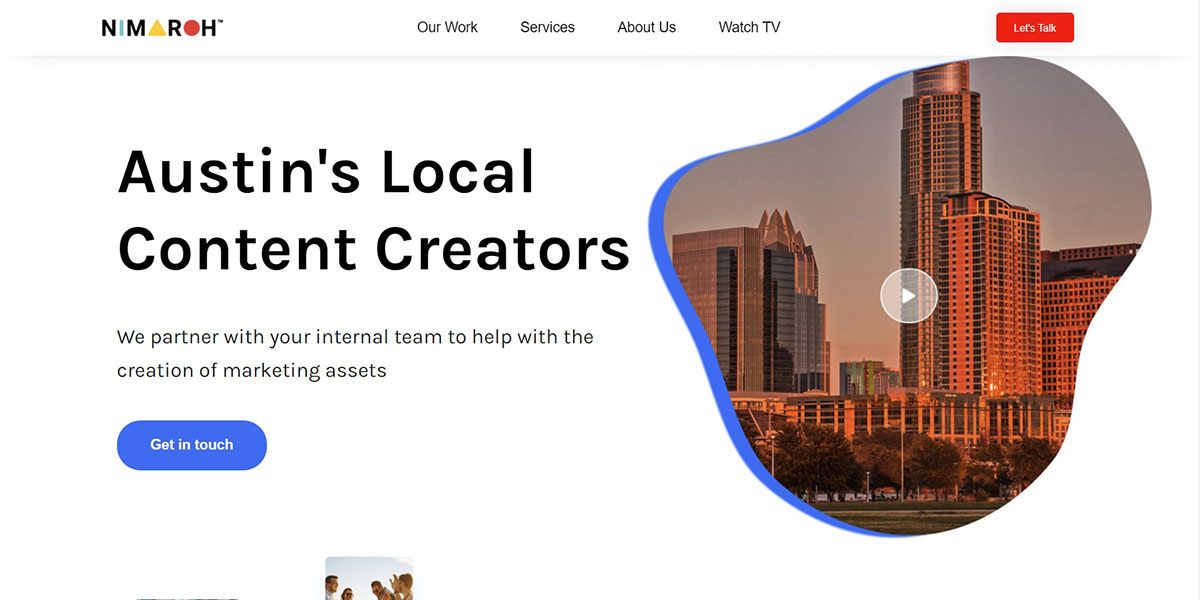 NIMAROH™
Our Work
Services
About Us
Watch TV
Let's Talk
Austin's Local
Content Creators
We partner with your internal team to help with the
creation of marketing assets
Get in touch